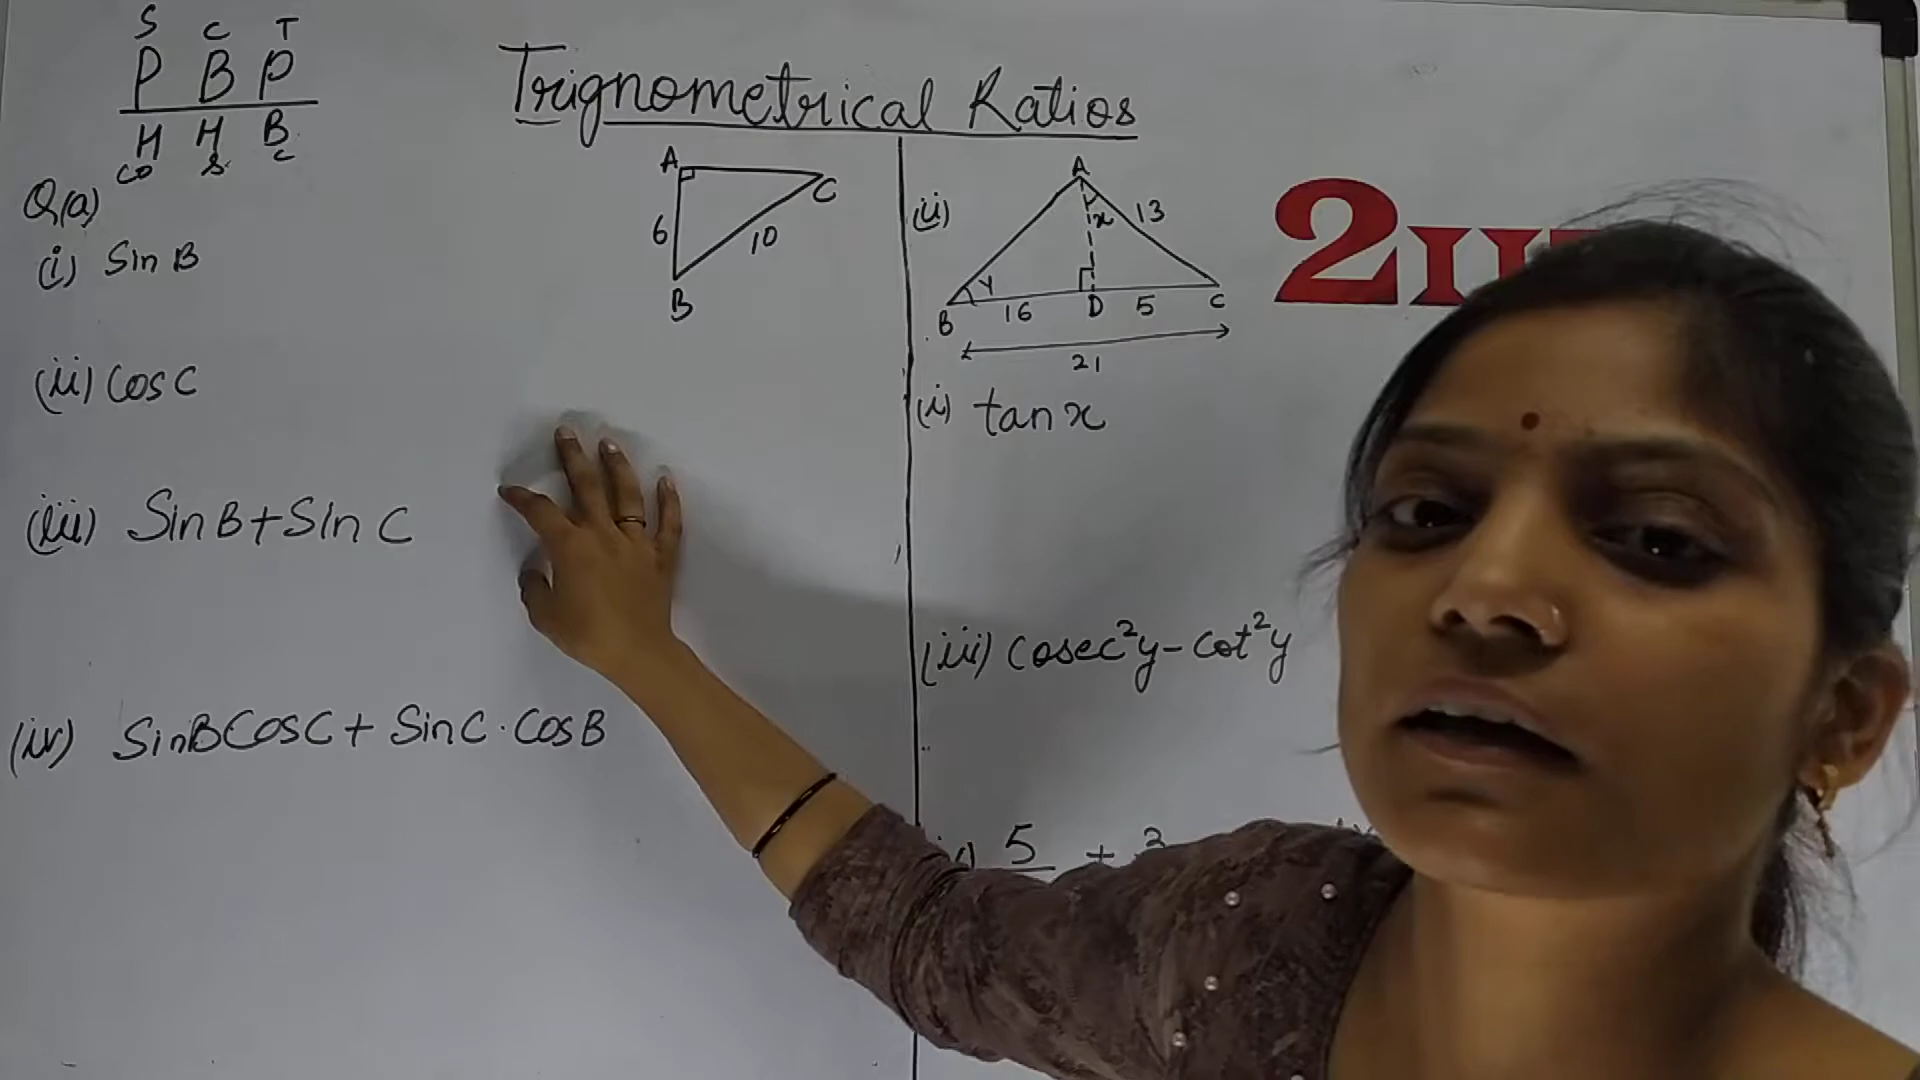 S C T
P B P
H H B
CO S C
Trignometrical Ratios
Q(a)
(i) Sin B
(ii) Cos C
(iii) Sin B + Sin C
(iv) Sin B Cos C + Sin C . Cos B
A
C
6
10
B
(ii)
A
x
13
y
B 16 D 5 C
21
(i) tan x
(iii) Cosec²y - Cot²y
5 + 3